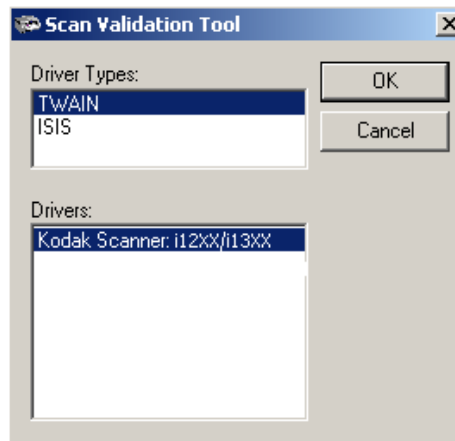 Scan Validation Tool
Driver Types:
TWAIN
ISIS
OK
Cancel
Drivers:
Kodak Scanner: i12XX/i13XX